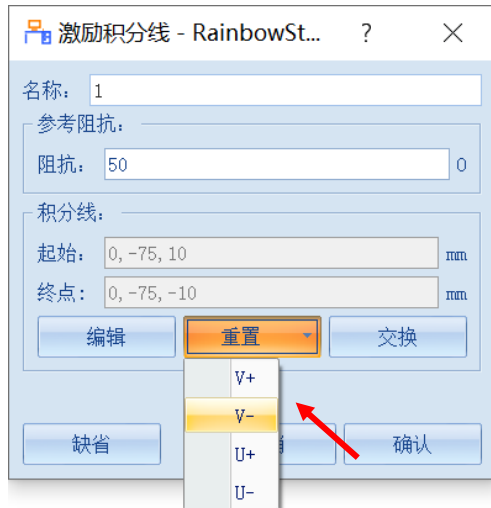 激励积分线 - RainbowSt... ?
名称: 1
参考阻抗:
阻抗: 50 O
积分线:
起始: 0,-75,10 mm
终点: 0,-75,-10 mm
编辑 重置 交换
V+
V-
U+
U-
缺省 确认